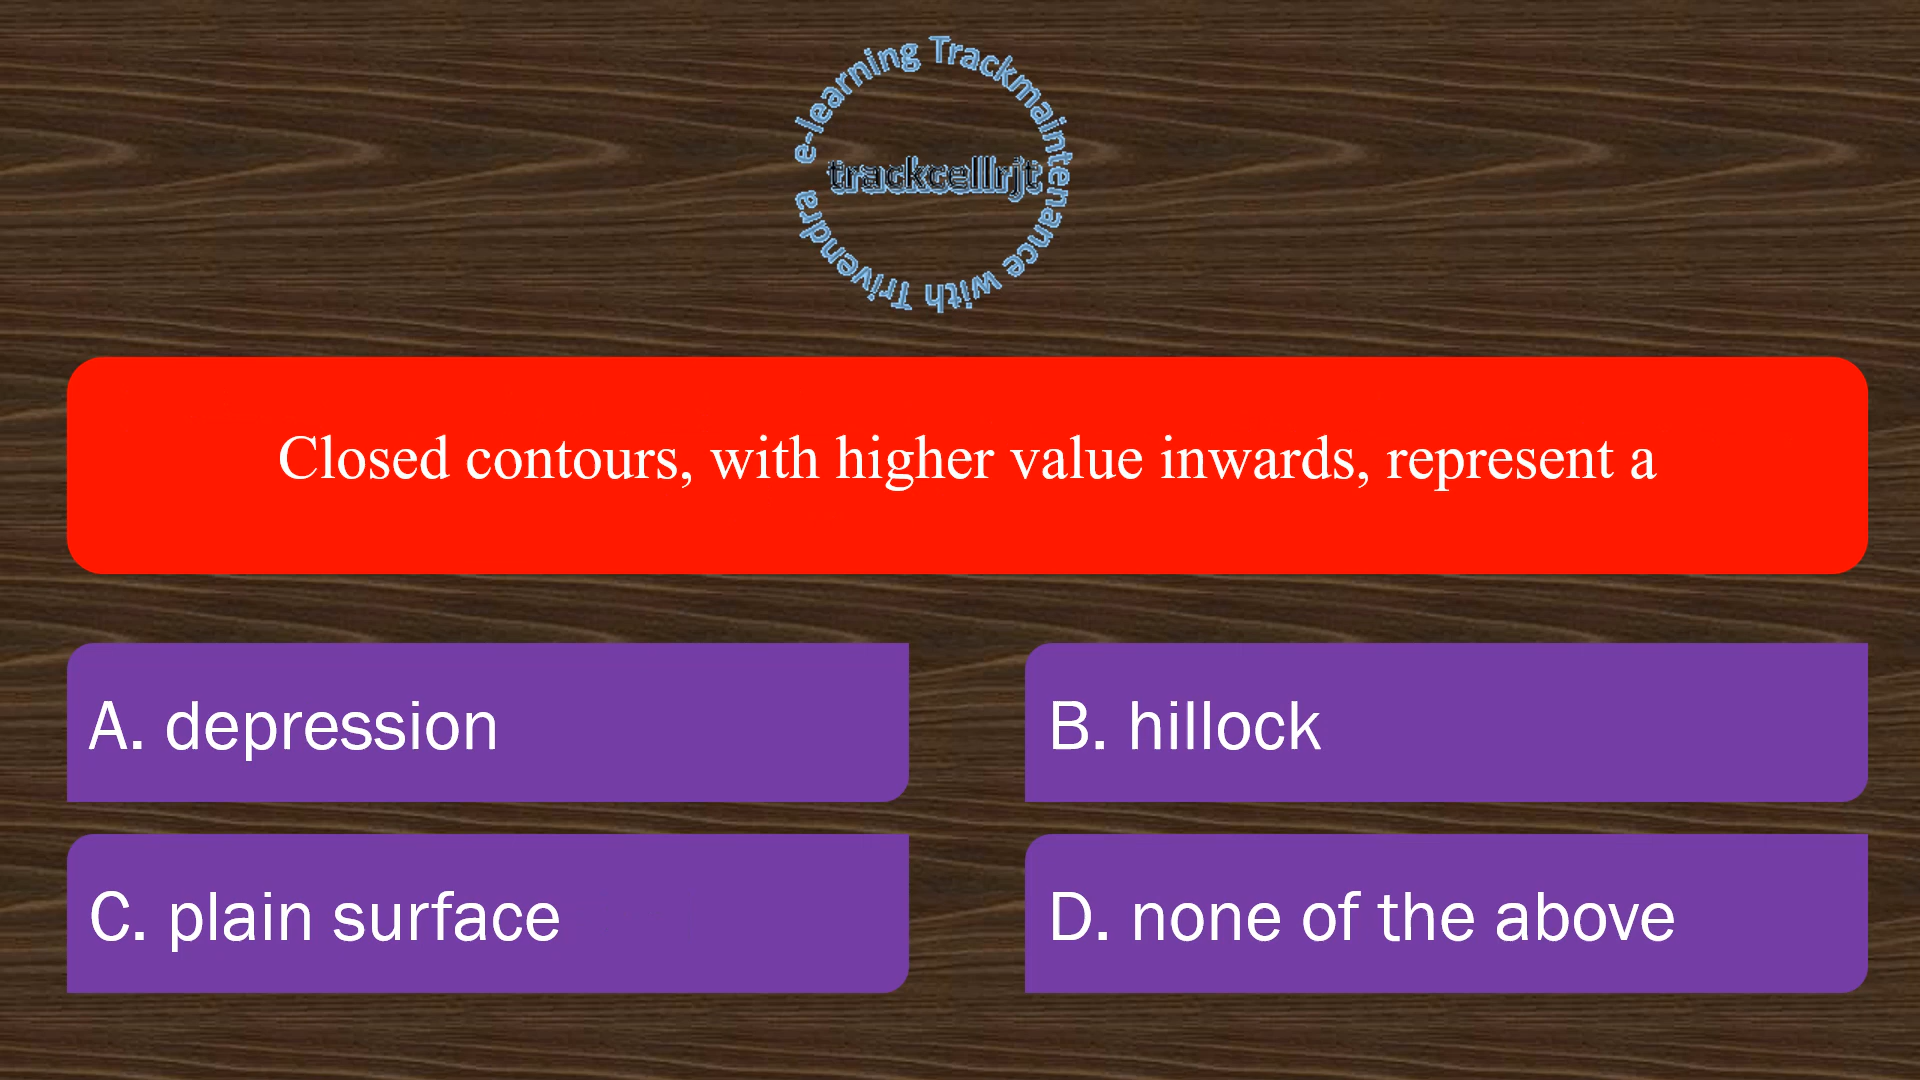 e-learning Trackmaintenance with Trivendra
trackcellrjt
Closed contours, with higher value inwards, represent a
A. depression
B. hillock
C. plain surface
D. none of the above